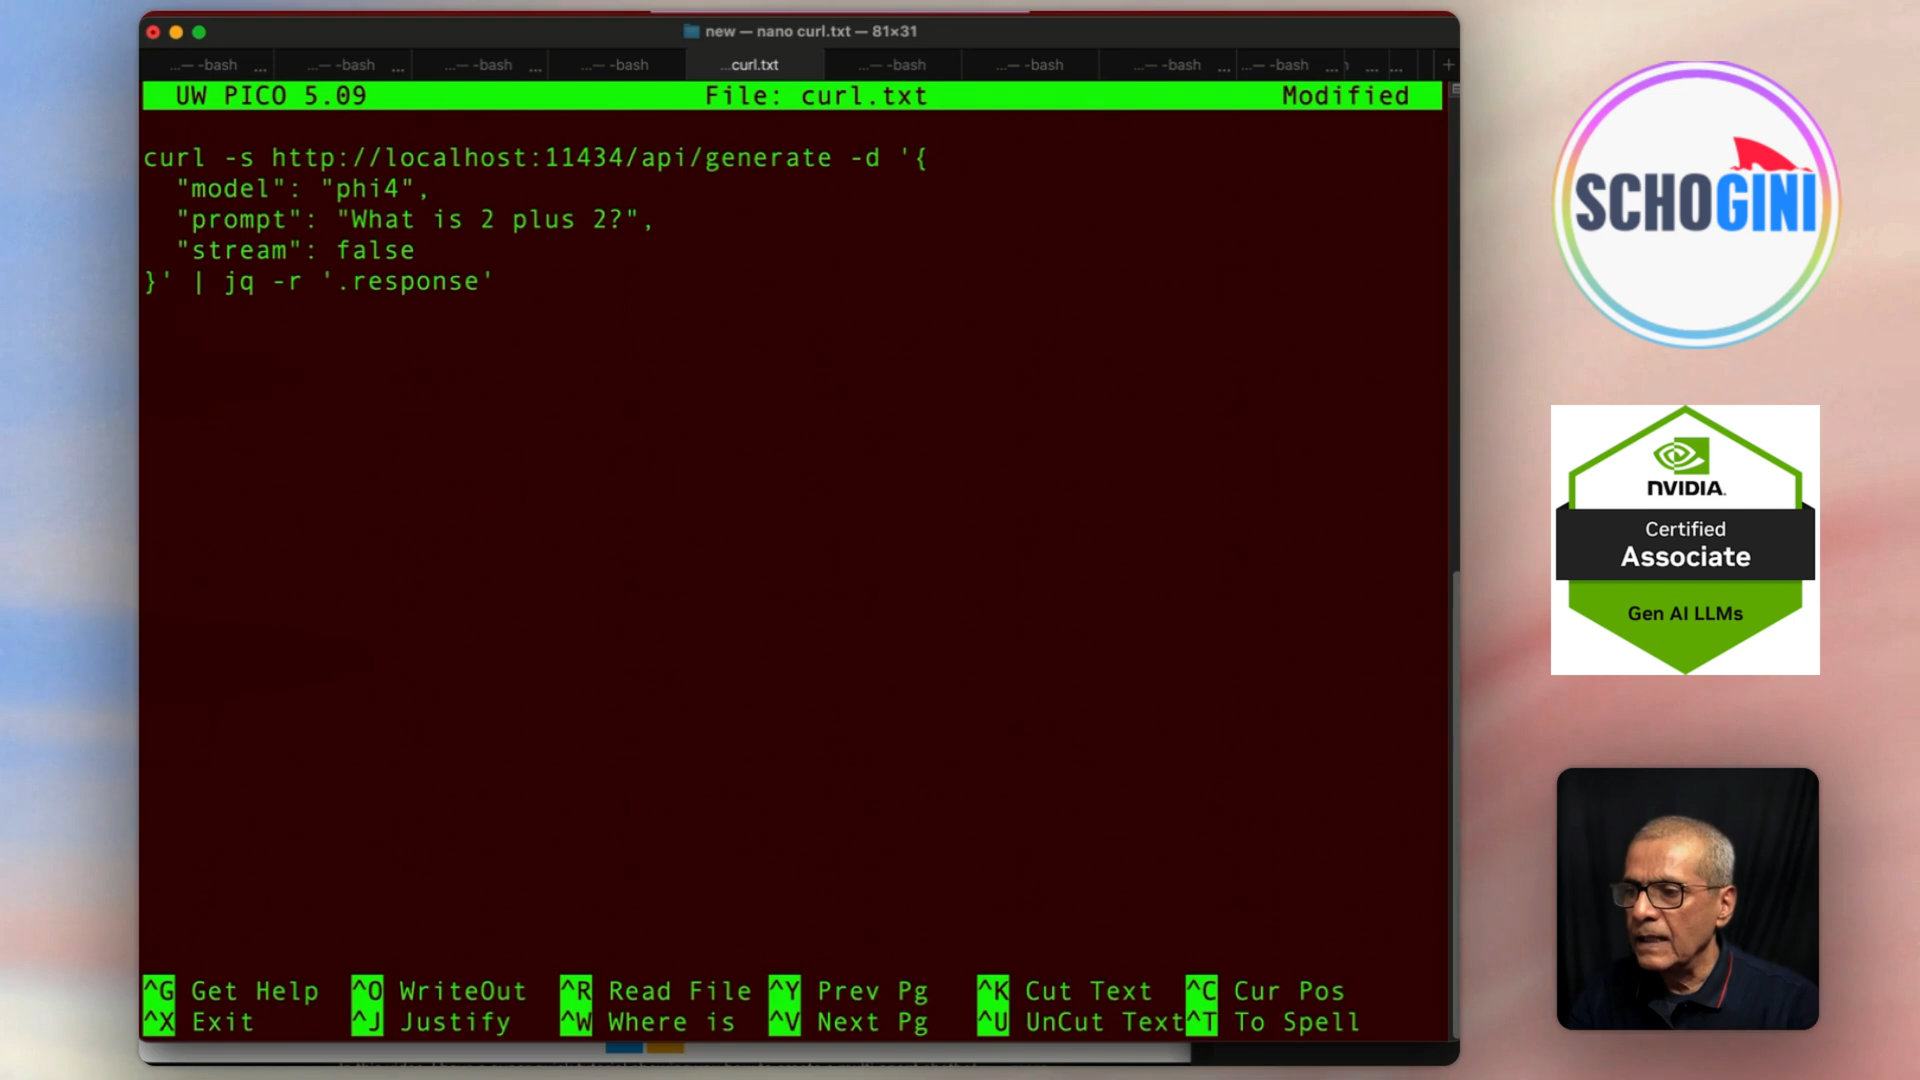 new — nano curl.txt — 81×31
...— -bash ... ...— -bash ... ...— -bash ... ...— -bash ...curl.txt ...— -bash ...— -bash ...— -bash ... ...— -bash ... ... ... +
UW PICO 5.09 File: curl.txt Modified
curl -s http://localhost:11434/api/generate -d '{
"model": "phi4",
"prompt": "What is 2 plus 2?",
"stream": false
}' | jq -r '.response'
^G Get Help ^O WriteOut ^R Read File ^Y Prev Pg ^K Cut Text ^C Cur Pos
^X Exit ^J Justify ^W Where is ^V Next Pg ^U UnCut Text ^T To Spell
SCHOGINI
NVIDIA.
Certified
Associate
Gen AI LLMs